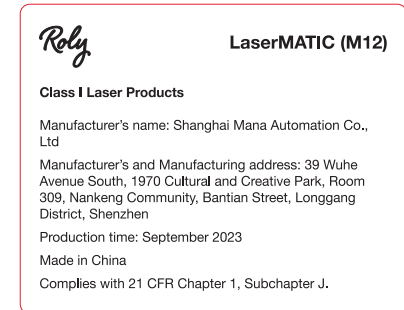 Roly
LaserMATIC (M12)
Class I Laser Products
Manufacturer's name: Shanghai Mana Automation Co.,
Ltd
Manufacturer's and Manufacturing address: 39 Wuhe
Avenue South, 1970 Cultural and Creative Park, Room
309, Nankeng Community, Bantian Street, Longgang
District, Shenzhen
Production time: September 2023
Made in China
Complies with 21 CFR Chapter 1, Subchapter J.